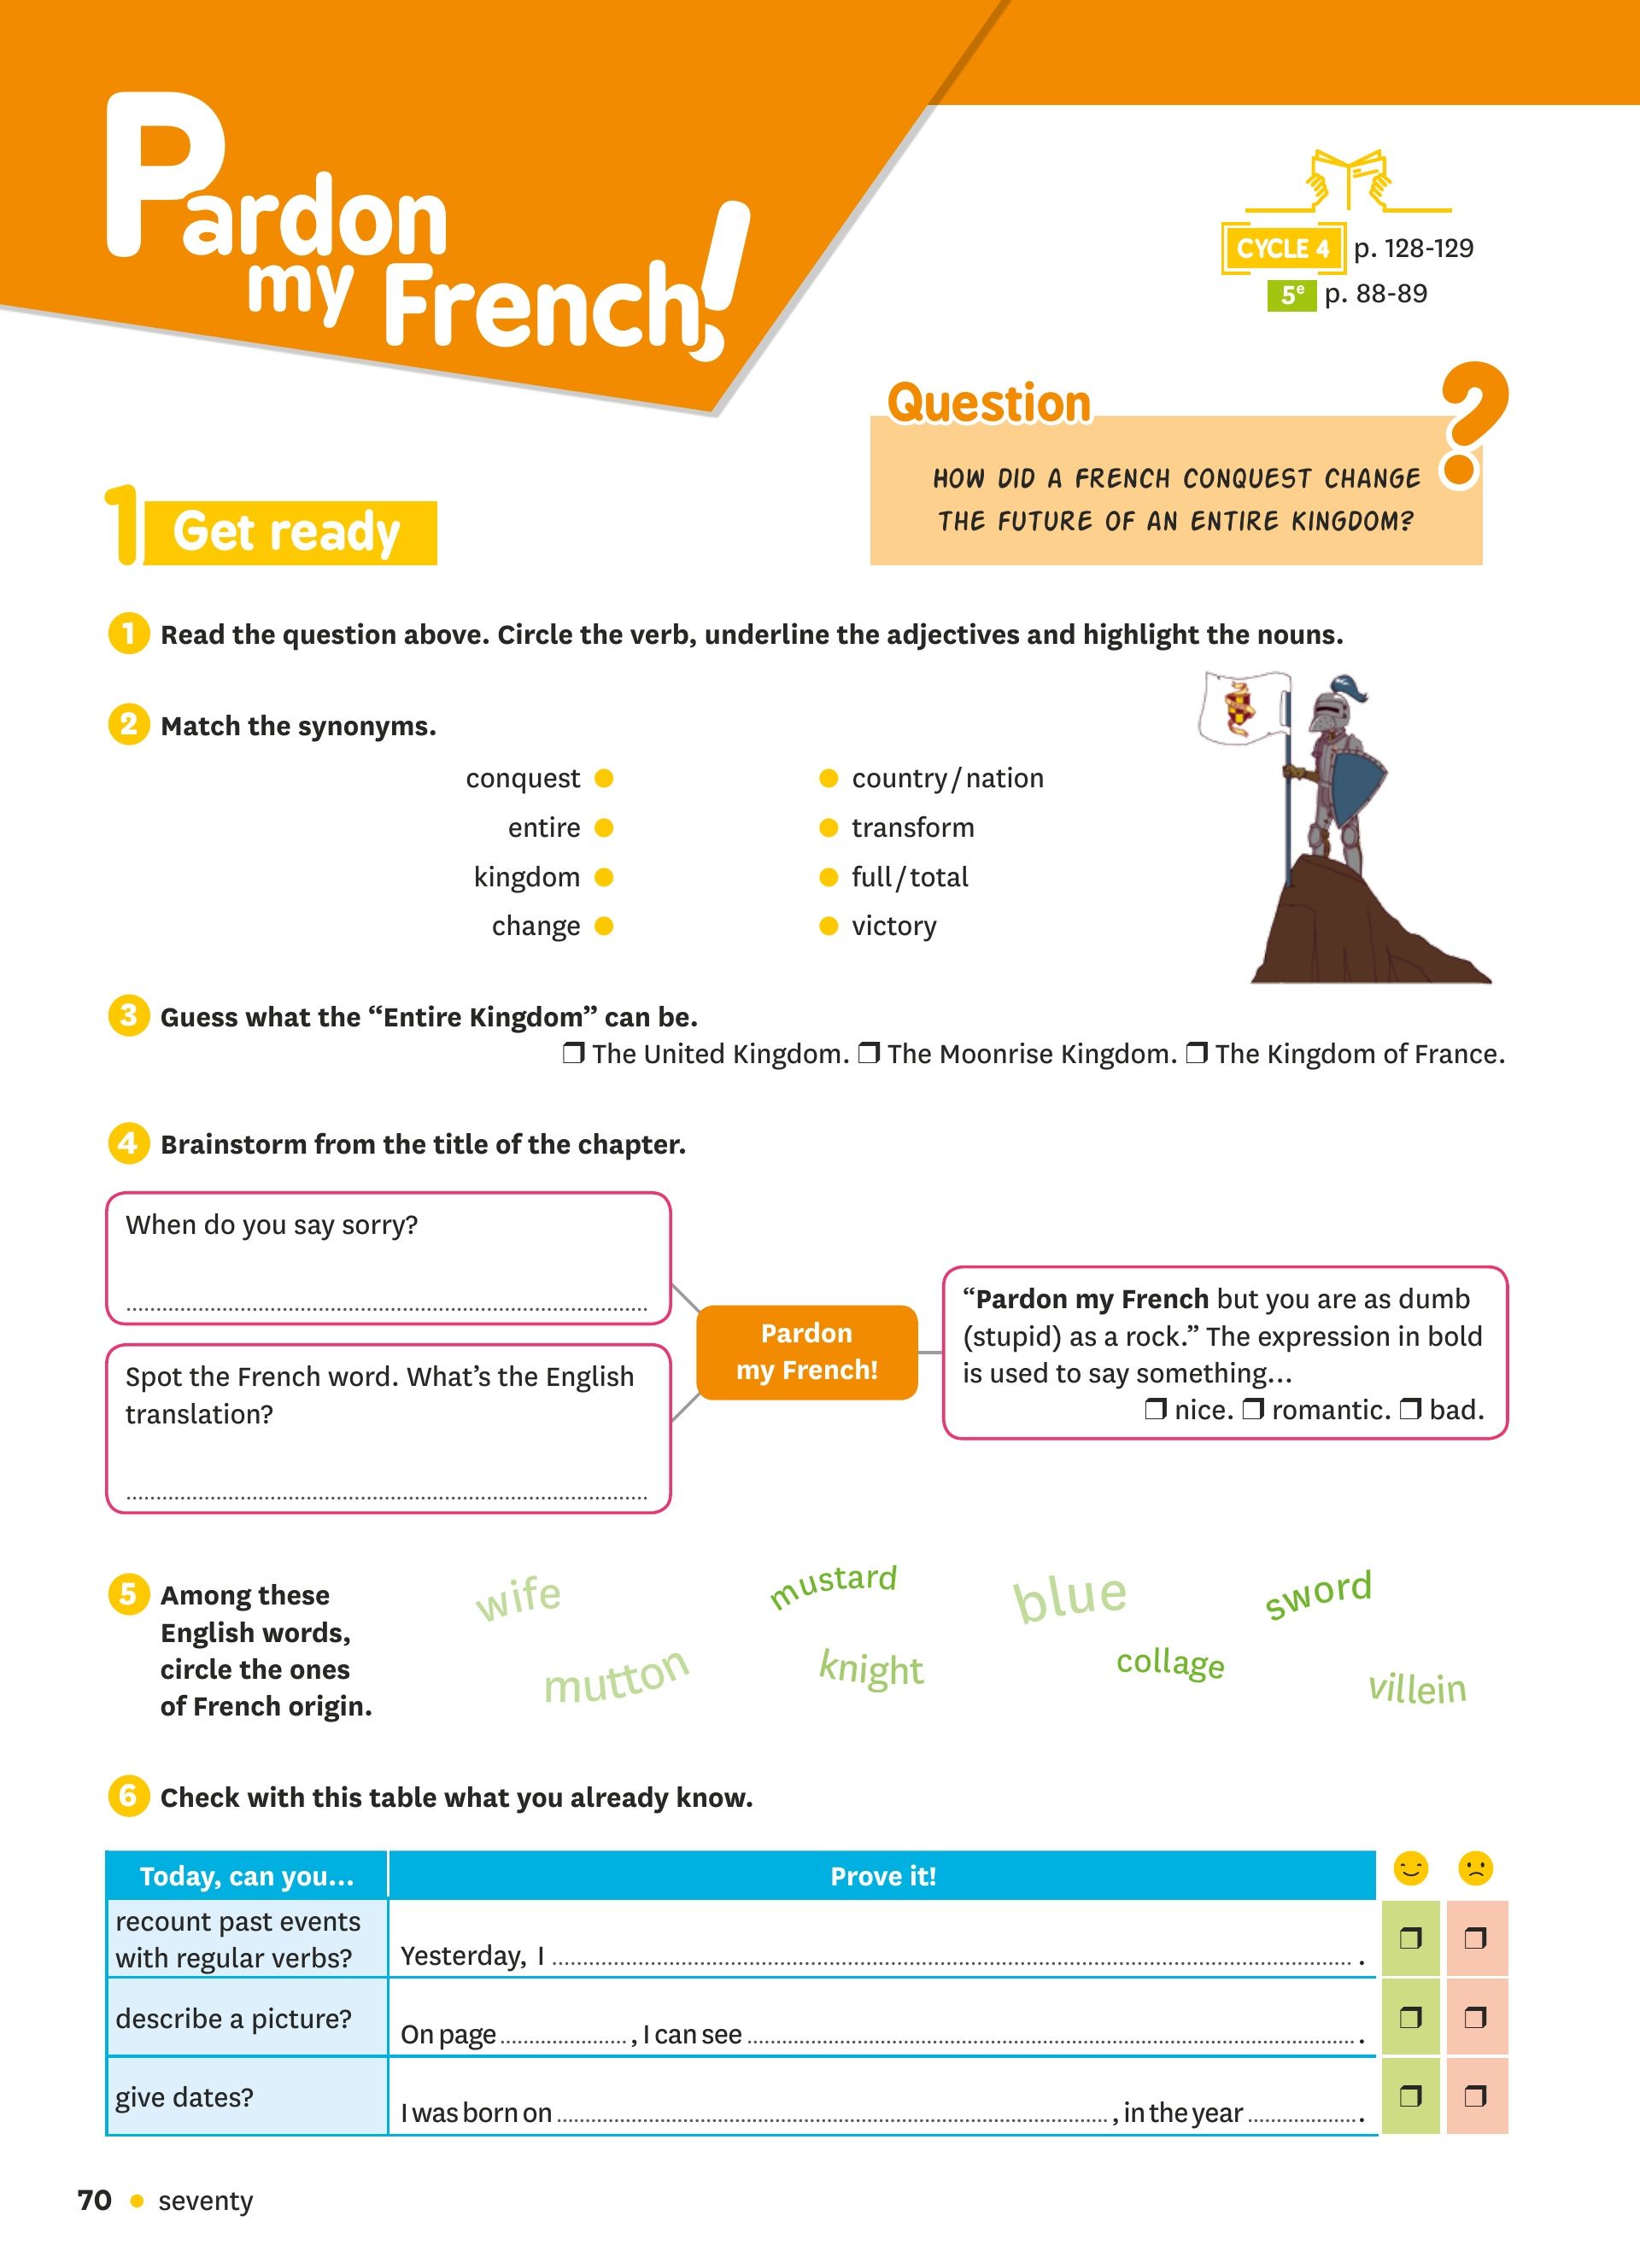 Pardon
my French!
CYCLE 4 p. 128-129
5e p. 88-89
Question ?
HOW DID A FRENCH CONQUEST CHANGE
THE FUTURE OF AN ENTIRE KINGDOM?
1 Get ready
1 Read the question above. Circle the verb, underline the adjectives and highlight the nouns.
2 Match the synonyms.
conquest ● ● country/nation
entire ● ● transform
kingdom ● ● full/total
change ● ● victory
3 Guess what the “Entire Kingdom” can be.
❐ The United Kingdom. ❐ The Moonrise Kingdom. ❐ The Kingdom of France.
4 Brainstorm from the title of the chapter.
When do you say sorry?
Spot the French word. What’s the English
translation?
Pardon
my French!
“Pardon my French but you are as dumb
(stupid) as a rock.” The expression in bold
is used to say something…
❐ nice. ❐ romantic. ❐ bad.
5 Among these
English words,
circle the ones
of French origin.
wife mustard blue sword
mutton knight collage villein
6 Check with this table what you already know.
Today, can you… Prove it!
recount past events
with regular verbs?
Yesterday, I .......... . ❐ ❐
describe a picture?
On page .......... , I can see .......... . ❐ ❐
give dates?
I was born on .......... , in the year .......... . ❐ ❐
70 ● seventy